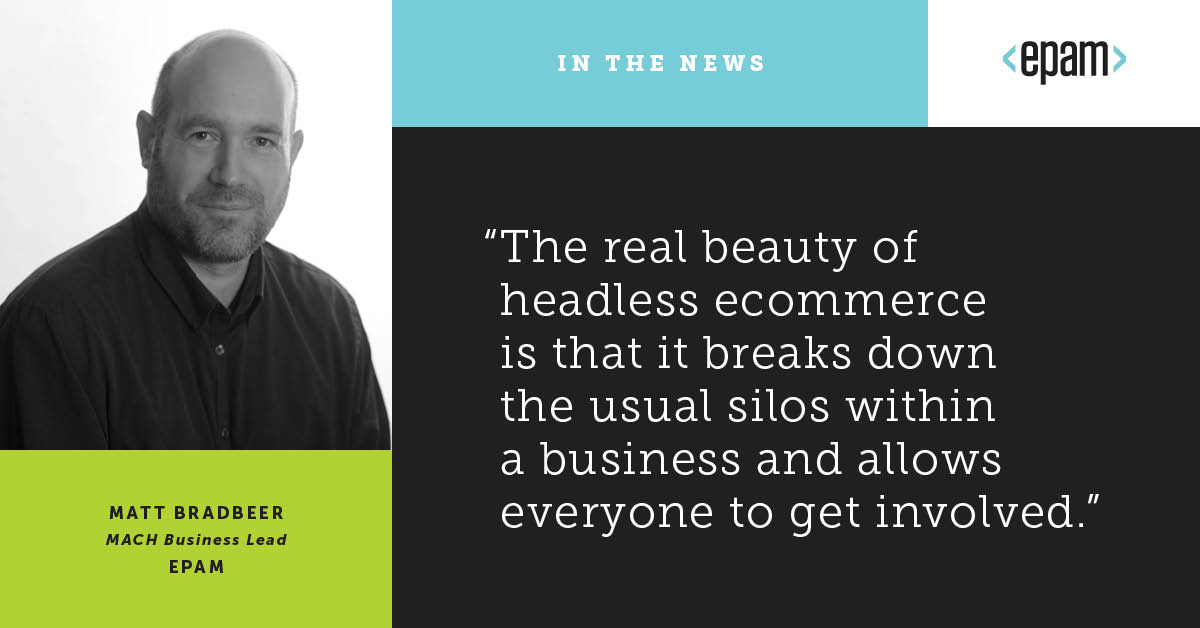 IN THE NEWS
<epam>
“The real beauty of
headless ecommerce
is that it breaks down
the usual silos within
a business and allows
everyone to get involved.”
MATT BRADBEER
MACH Business Lead
EPAM